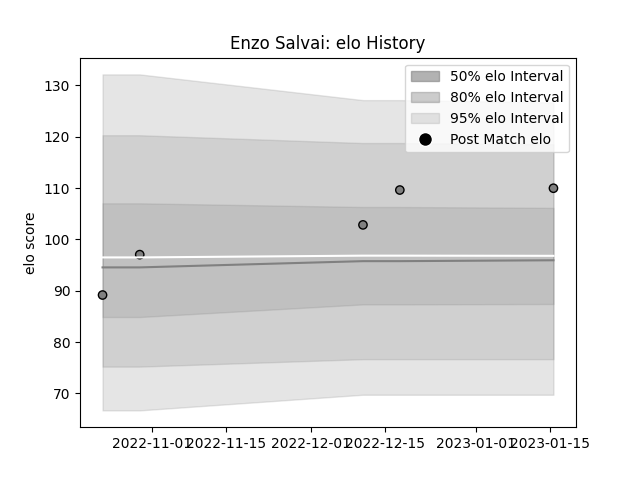 Enzo Salvai: elo History
50% elo Interval
80% elo Interval
95% elo Interval
Post Match elo
elo score
130
120
110
100
90
80
70
2022-11-01 2022-11-15 2022-12-01 2022-12-15 2023-01-01 2023-01-15